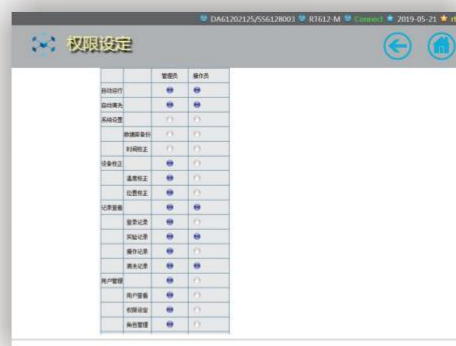 DA61202125/556128003 RT612-M Connect 2019-05-21
权限设定
管理员 操作员
自动运行
自动清洗
系统设置
数据库备份
时间校正
设备校正
温度校正
位置校正
记录查看
登录记录
实验记录
操作记录
清洗记录
用户管理
用户查看
权限设定
角色管理